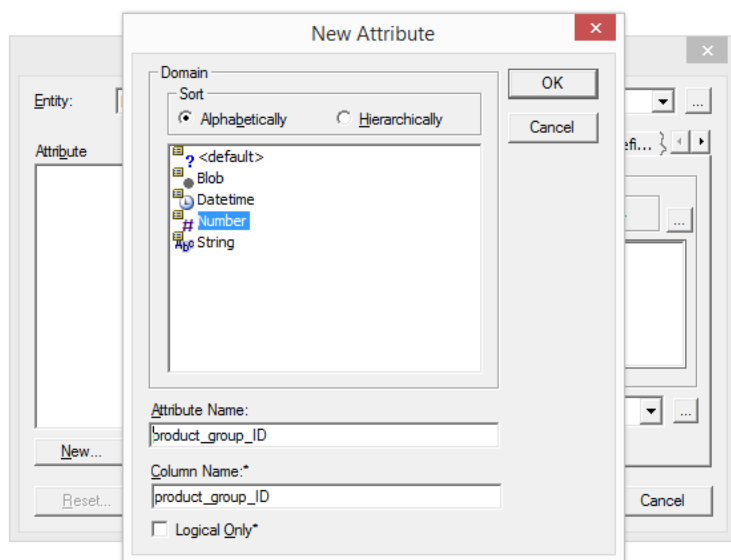 New Attribute
Domain
Sort
Alphabetically Hierarchically
<default>
Blob
Datetime
Number
String
OK
Cancel
Attribute Name:
product_group_ID
Column Name:*
product_group_ID
Logical Only*
Entity:
...
Attribute
efi...
...
...
New...
Reset...
Cancel